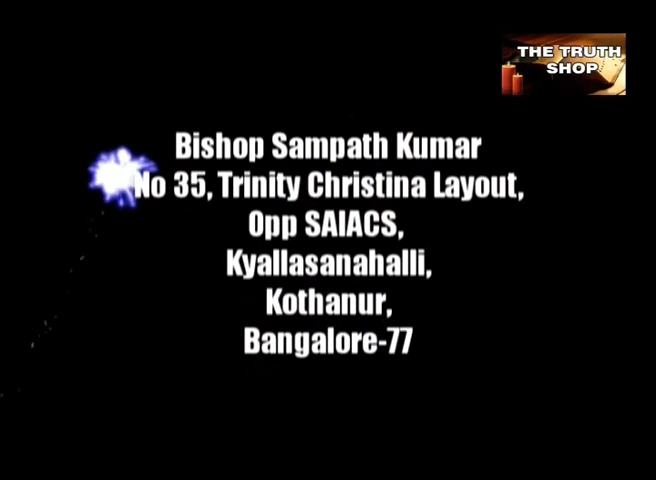 THE TRUTH
SHOP
Bishop Sampath Kumar
No 35, Trinity Christina Layout,
Opp SAIACS,
Kyallasanahalli,
Kothanur,
Bangalore-77